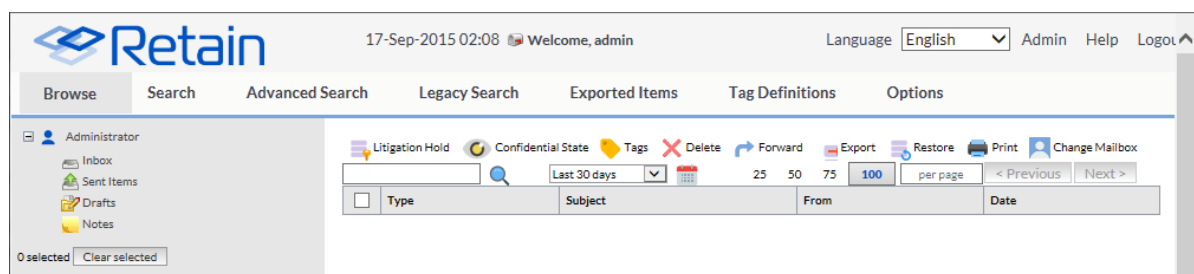 Retain 17-Sep-2015 02:08 Welcome, admin Language English Admin Help Logou
Browse Search Advanced Search Legacy Search Exported Items Tag Definitions Options
Administrator
Inbox
Sent Items
Drafts
Notes
0 selected Clear selected
Litigation Hold Confidential State Tags Delete Forward Export Restore Print Change Mailbox
Last 30 days 25 50 75 100 per page < Previous Next >
Type Subject From Date